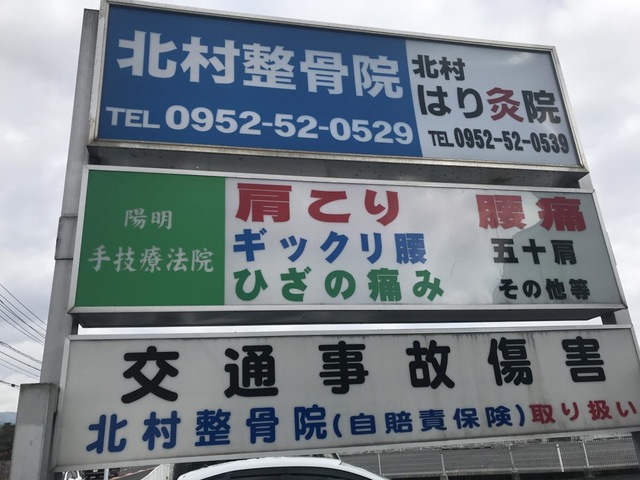 北村整骨院
TEL 0952-52-0529
北村
はり灸院
TEL 0952-52-0539
陽明
手技療法院
肩こり 腰痛
ギックリ腰 五十肩
ひざの痛み その他等
交通事故傷害
北村整骨院(自賠責保険)取り扱い